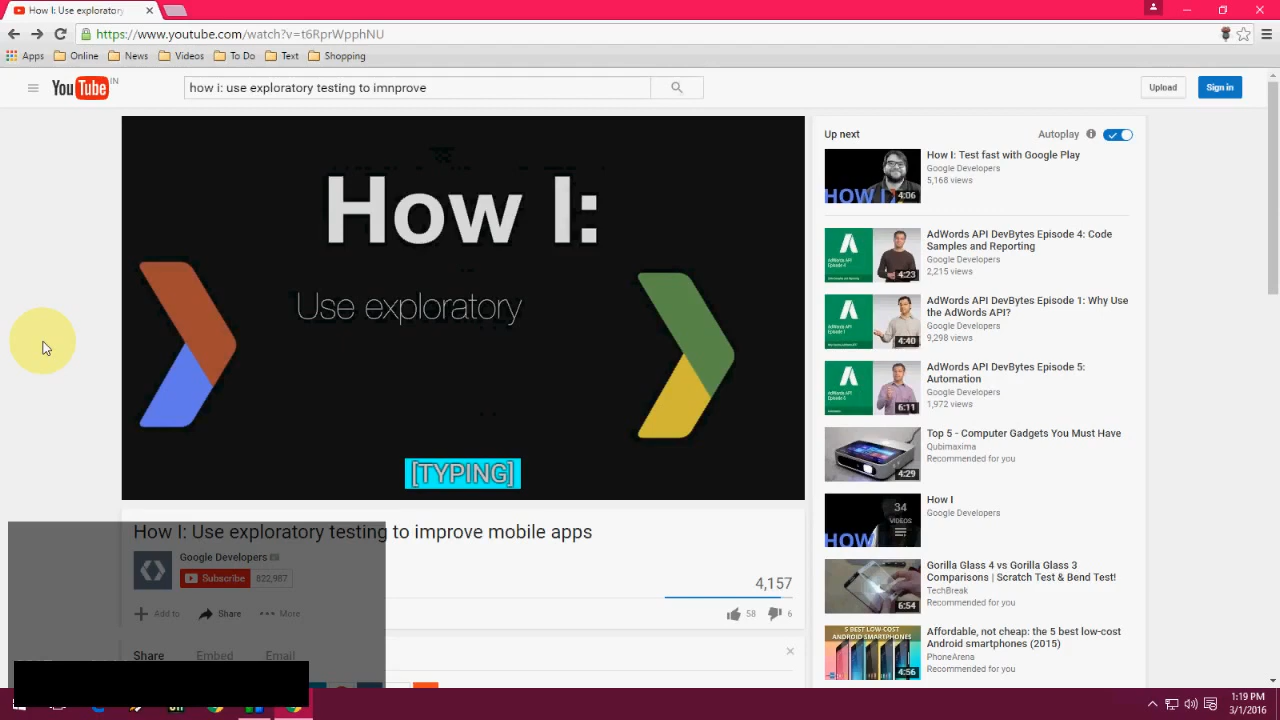 How I: Use exploratory
https://www.youtube.com/watch?v=t6RprWpphNU
Apps Online News Videos To Do Text Shopping
YouTube IN
how i: use exploratory testing to imnprove
Upload Sign in
How I:
Use exploratory
[TYPING]
How I: Use exploratory testing to improve mobile apps
Google Developers
Subscribe 822,987
Add to Share More
4,157
58 6
Share Embed Email
Up next Autoplay
How I: Test fast with Google Play
Google Developers
5,168 views
HOW I: 4:06
AdWords API DevBytes Episode 4: Code
Samples and Reporting
Google Developers
2,215 views
4:23
AdWords API DevBytes Episode 1: Why Use
the AdWords API?
Google Developers
9,298 views
4:40
AdWords API DevBytes Episode 5:
Automation
Google Developers
1,972 views
6:11
Top 5 - Computer Gadgets You Must Have
Qubimaxima
Recommended for you
4:29
How I
Google Developers
34
VIDEOS
HOW
Gorilla Glass 4 vs Gorilla Glass 3
Comparisons | Scratch Test & Bend Test!
TechBreak
Recommended for you
6:54
Affordable, not cheap: the 5 best low-cost
Android smartphones (2015)
PhoneArena
Recommended for you
5 BEST LOW-COST
ANDROID SMARTPHONES
4:56
1:19 PM
3/1/2016